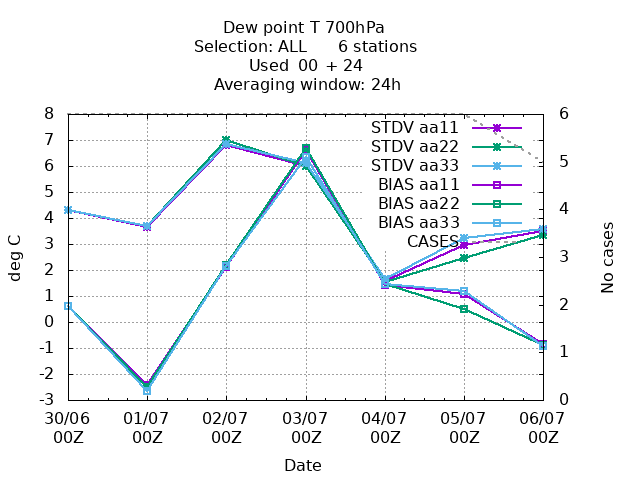 Dew point T 700hPa
Selection: ALL      6 stations
Used  00  + 24
Averaging window: 24h
STDV aa11
STDV aa22
STDV aa33
BIAS aa11
BIAS aa22
BIAS aa33
CASES
deg C
8
7
6
5
4
3
2
1
0
-1
-2
-3
6
5
4
3
2
1
0
No cases
30/06 01/07 02/07 03/07 04/07 05/07 06/07
00Z 00Z 00Z 00Z 00Z 00Z 00Z
Date